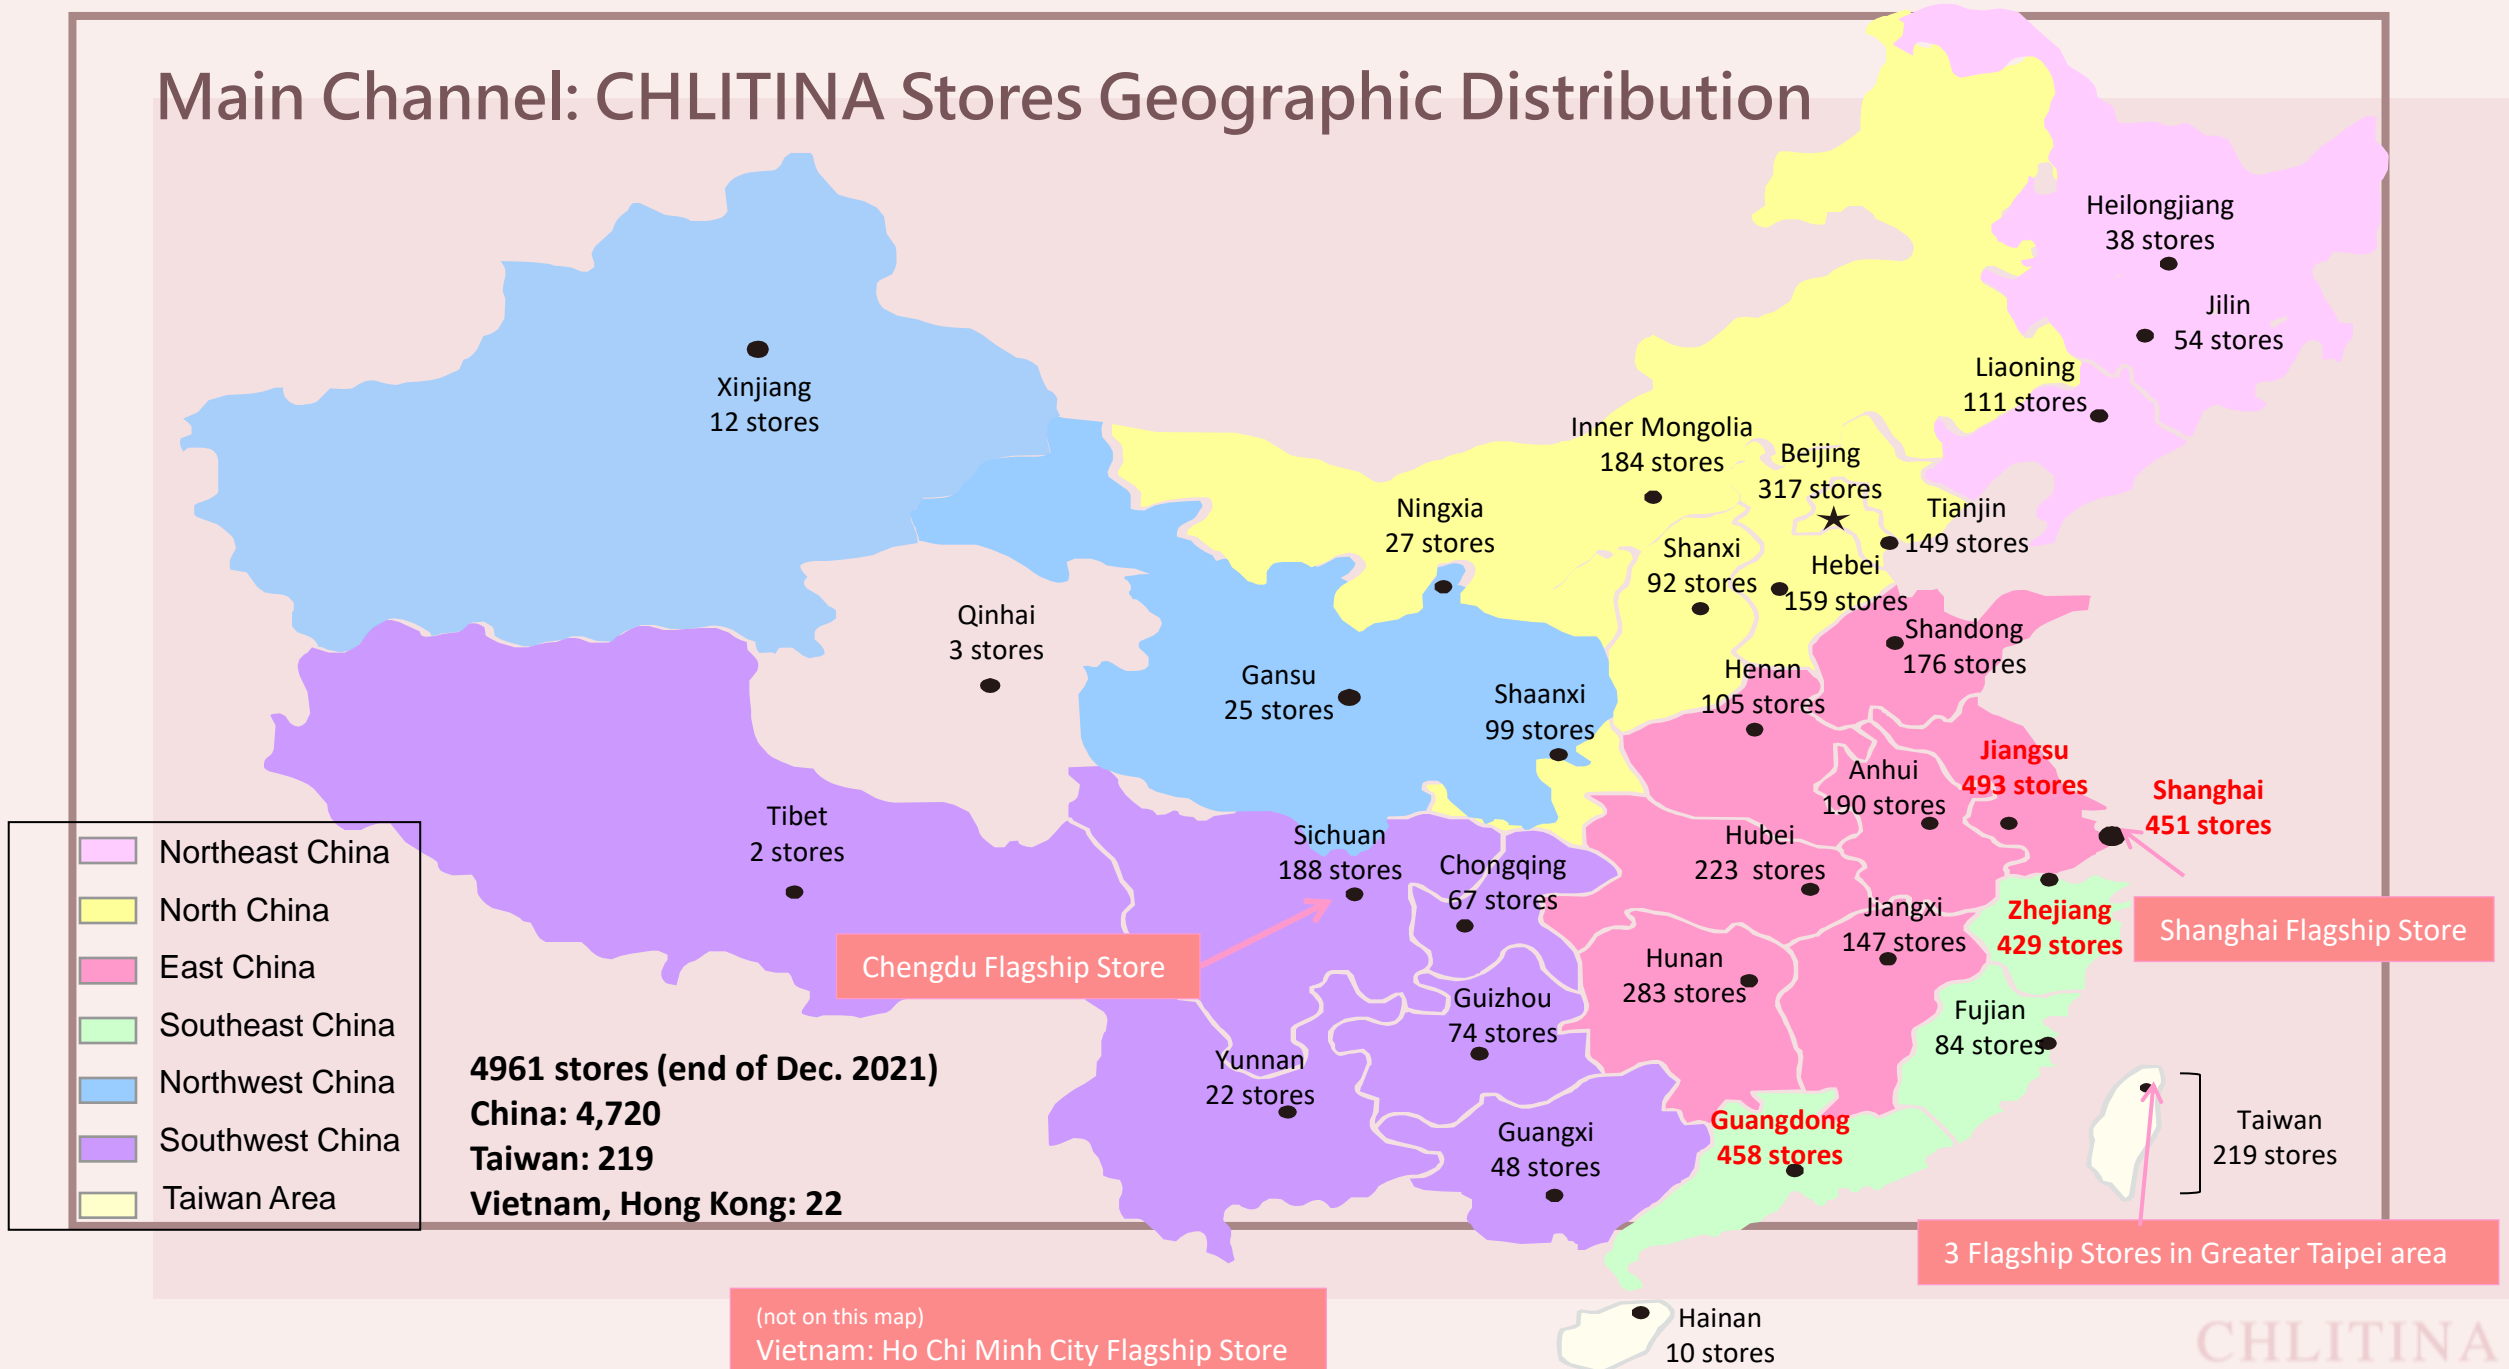 Main Channel: CHLITINA Stores Geographic Distribution
Heilongjiang
38 stores
Jilin
54 stores
Liaoning
111 stores
Xinjiang
12 stores
Inner Mongolia
184 stores
Beijing
317 stores
Ningxia
27 stores
Tianjin
149 stores
Shanxi
92 stores
Hebei
159 stores
Qinhai
3 stores
Shandong
176 stores
Gansu
25 stores
Shaanxi
99 stores
Henan
105 stores
Jiangsu
493 stores
Anhui
190 stores
Shanghai
451 stores
Tibet
2 stores
Sichuan
188 stores
Chongqing
67 stores
Hubei
223 stores
Jiangxi
147 stores
Zhejiang
429 stores
Shanghai Flagship Store
Chengdu Flagship Store
Hunan
283 stores
Guizhou
74 stores
Fujian
84 stores
Yunnan
22 stores
Guangxi
48 stores
Guangdong
458 stores
Taiwan
219 stores
Northeast China
North China
East China
Southeast China
Northwest China
Southwest China
Taiwan Area
4961 stores (end of Dec. 2021)
China: 4,720
Taiwan: 219
Vietnam, Hong Kong: 22
3 Flagship Stores in Greater Taipei area
(not on this map)
Vietnam: Ho Chi Minh City Flagship Store
Hainan
10 stores
CHLITINA